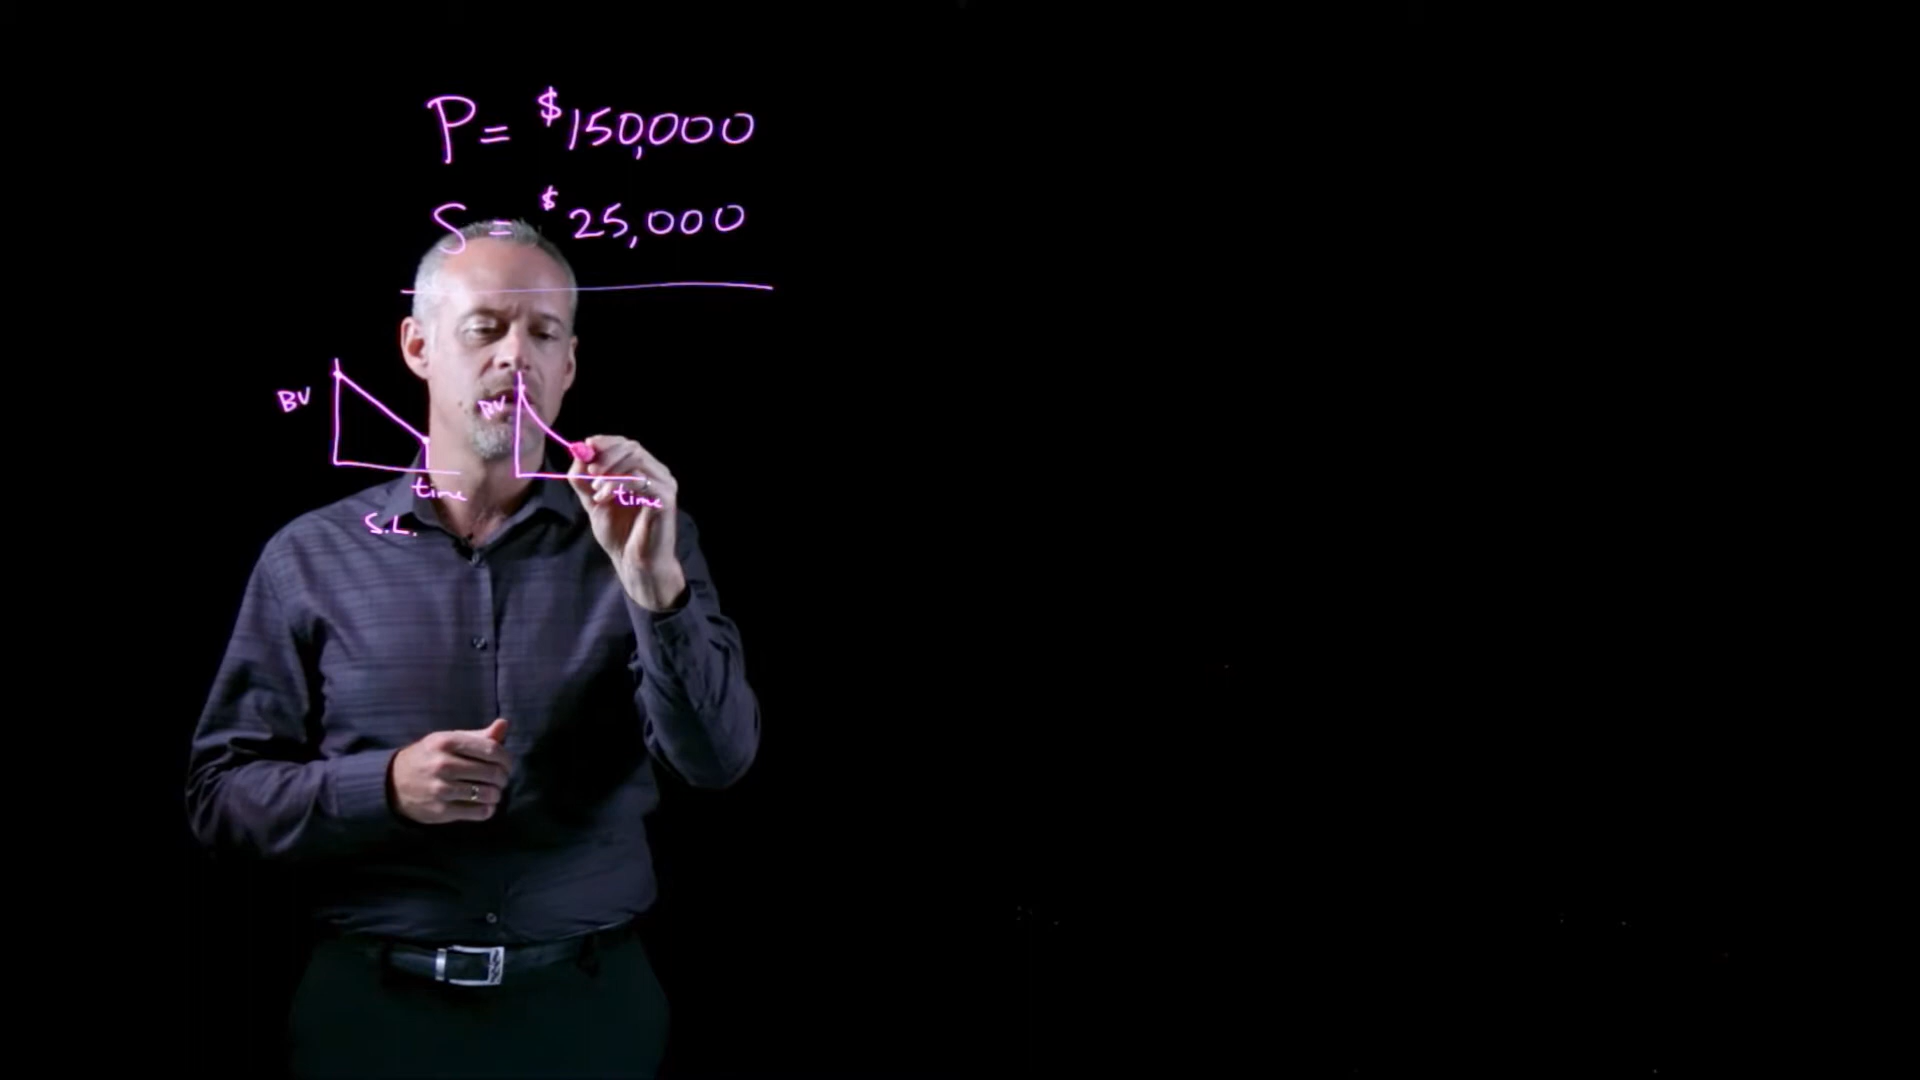 P = $150,000
S = $25,000
BV
time
S.L.
BV
time